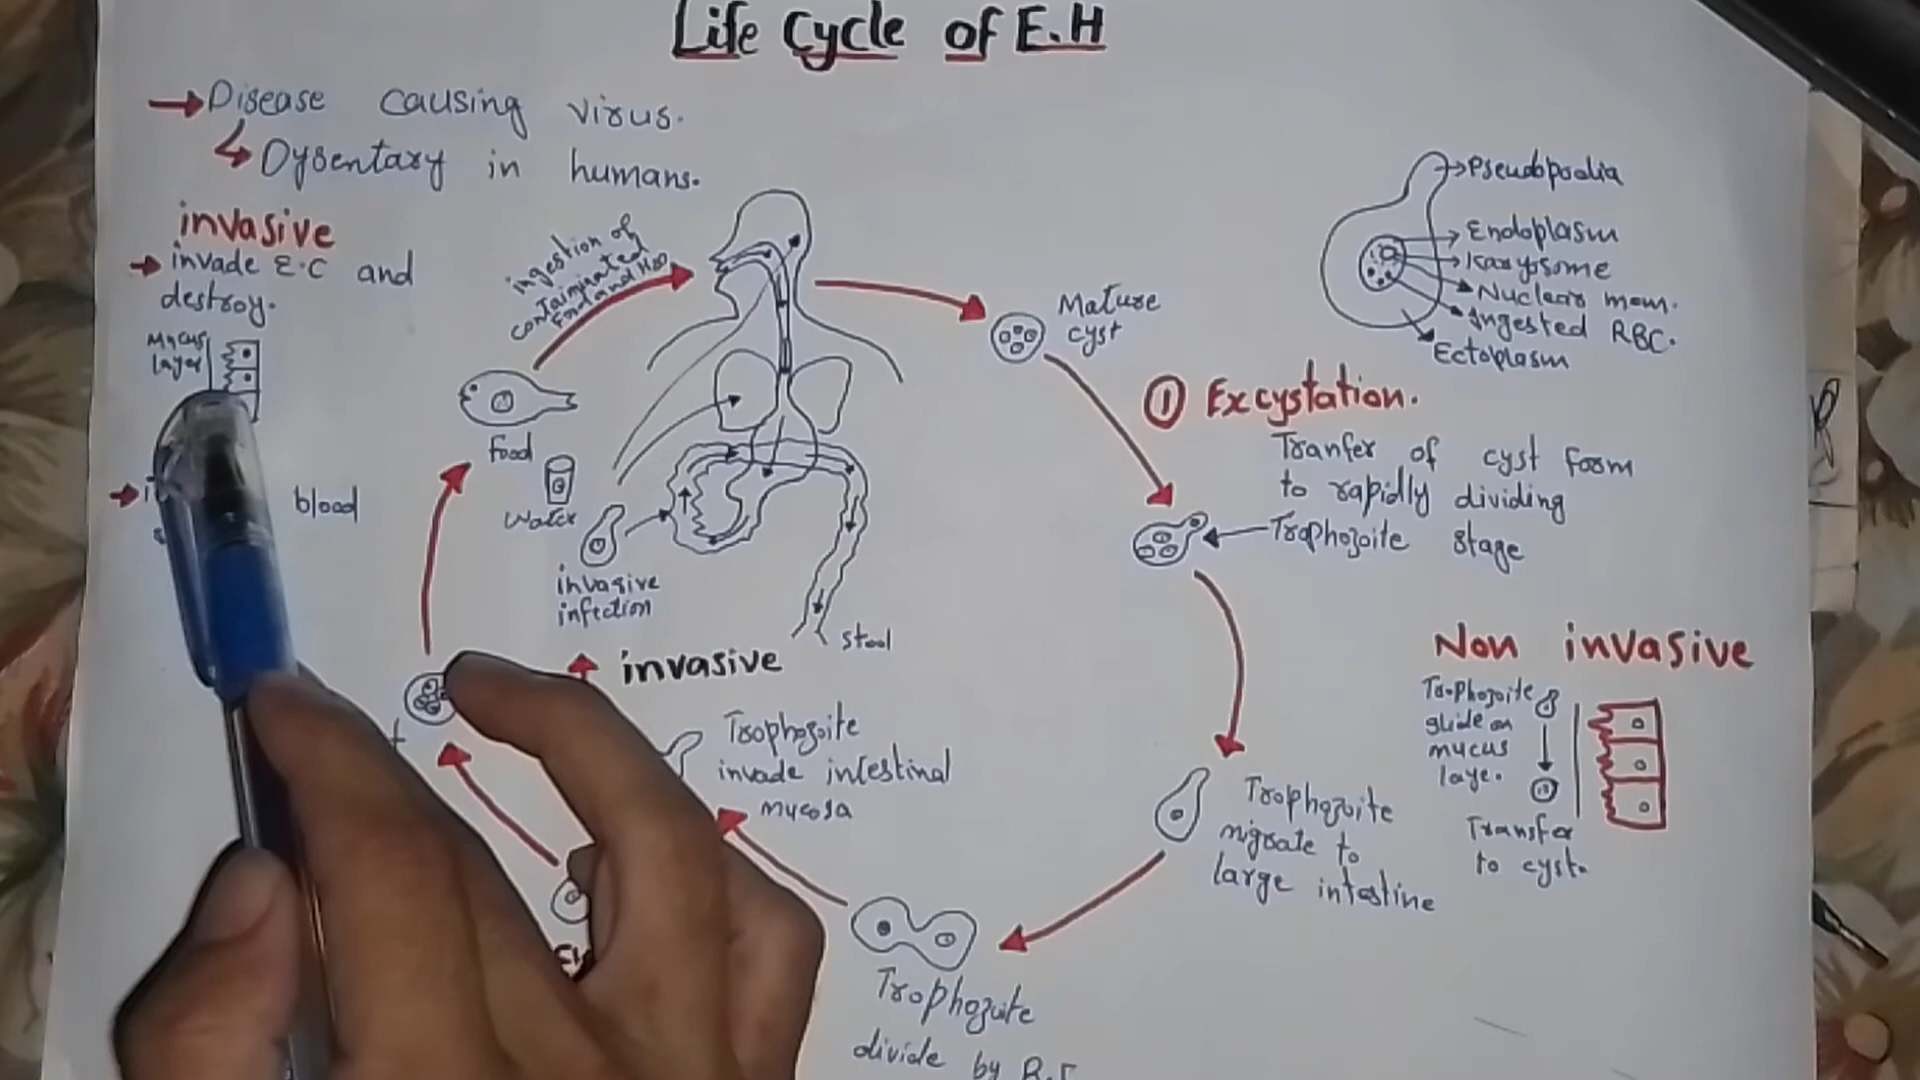 Life Cycle of E.H
Disease causing virus.
Dysentary in humans.
invasive
invade E.C and
destroy.
Mucus
layer
blood
ingestion of
contaiminated
food and H2O
Food
Water
invasive
infection
Stool
Mature
cyst
Pseudopodia
Endoplasm
Karyosome
Nuclear mem.
Ingested RBC.
Ectoplasm
① Excystation.
Tranfer of cyst form
to rapidly dividing
Trophozoite stage
Non invasive
Trophozoite
glide on
mucus
laye.
Transfer
to cyst.
invasive
Trophozoite
invade intestinal
mycosa
Trophozoite
migrate to
large intestine
Trophozoite
divide by